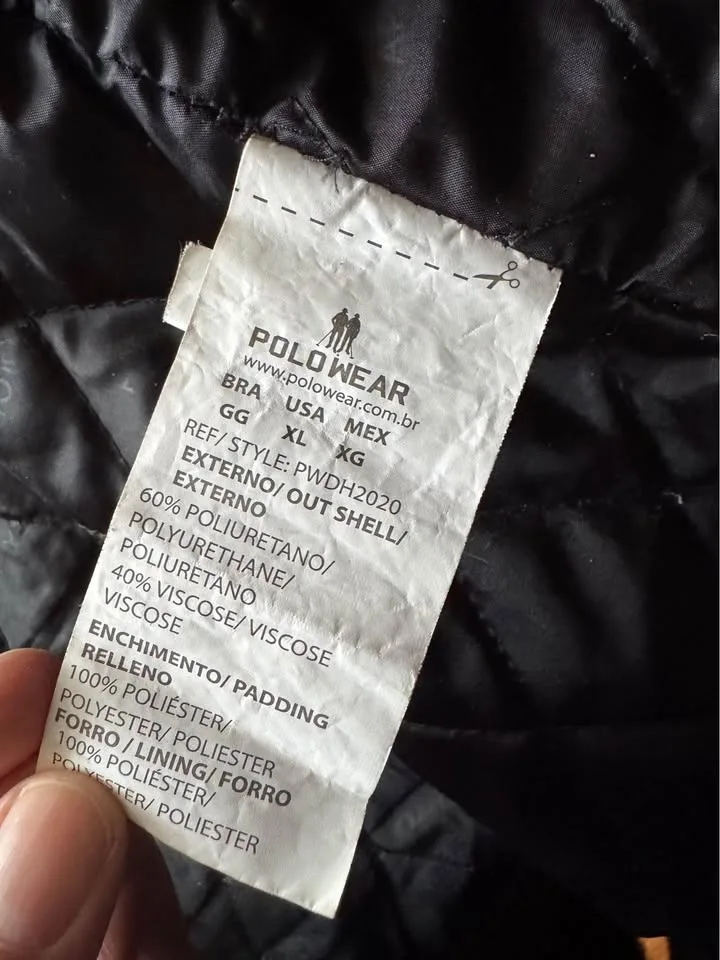 POLO WEAR
www.polowear.com.br
BRA USA MEX
GG XL XG
REF/ STYLE: PWDH2020
EXTERNO/ OUT SHELL/
EXTERNO
60% POLIURETANO/
POLYURETHANE/
POLIURETANO
40% VISCOSE/ VISCOSE
VISCOSE
ENCHIMENTO/ PADDING
RELLENO
100% POLIÉSTER/
POLYESTER/ POLIESTER
FORRO / LINING/ FORRO
100% POLIÉSTER/
POLYESTER/ POLIESTER